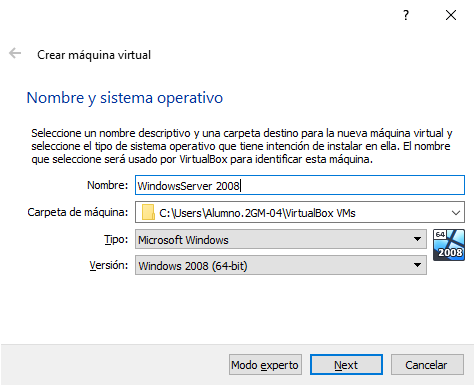 ?
Crear máquina virtual
Nombre y sistema operativo
Seleccione un nombre descriptivo y una carpeta destino para la nueva máquina virtual y
seleccione el tipo de sistema operativo que tiene intención de instalar en ella. El nombre
que seleccione será usado por VirtualBox para identificar esta máquina.
Nombre: WindowsServer 2008
Carpeta de máquina: C:\Users\Alumno.2GM-04\VirtualBox VMs
Tipo: Microsoft Windows
64
2008
Versión: Windows 2008 (64-bit)
Modo experto Next Cancelar